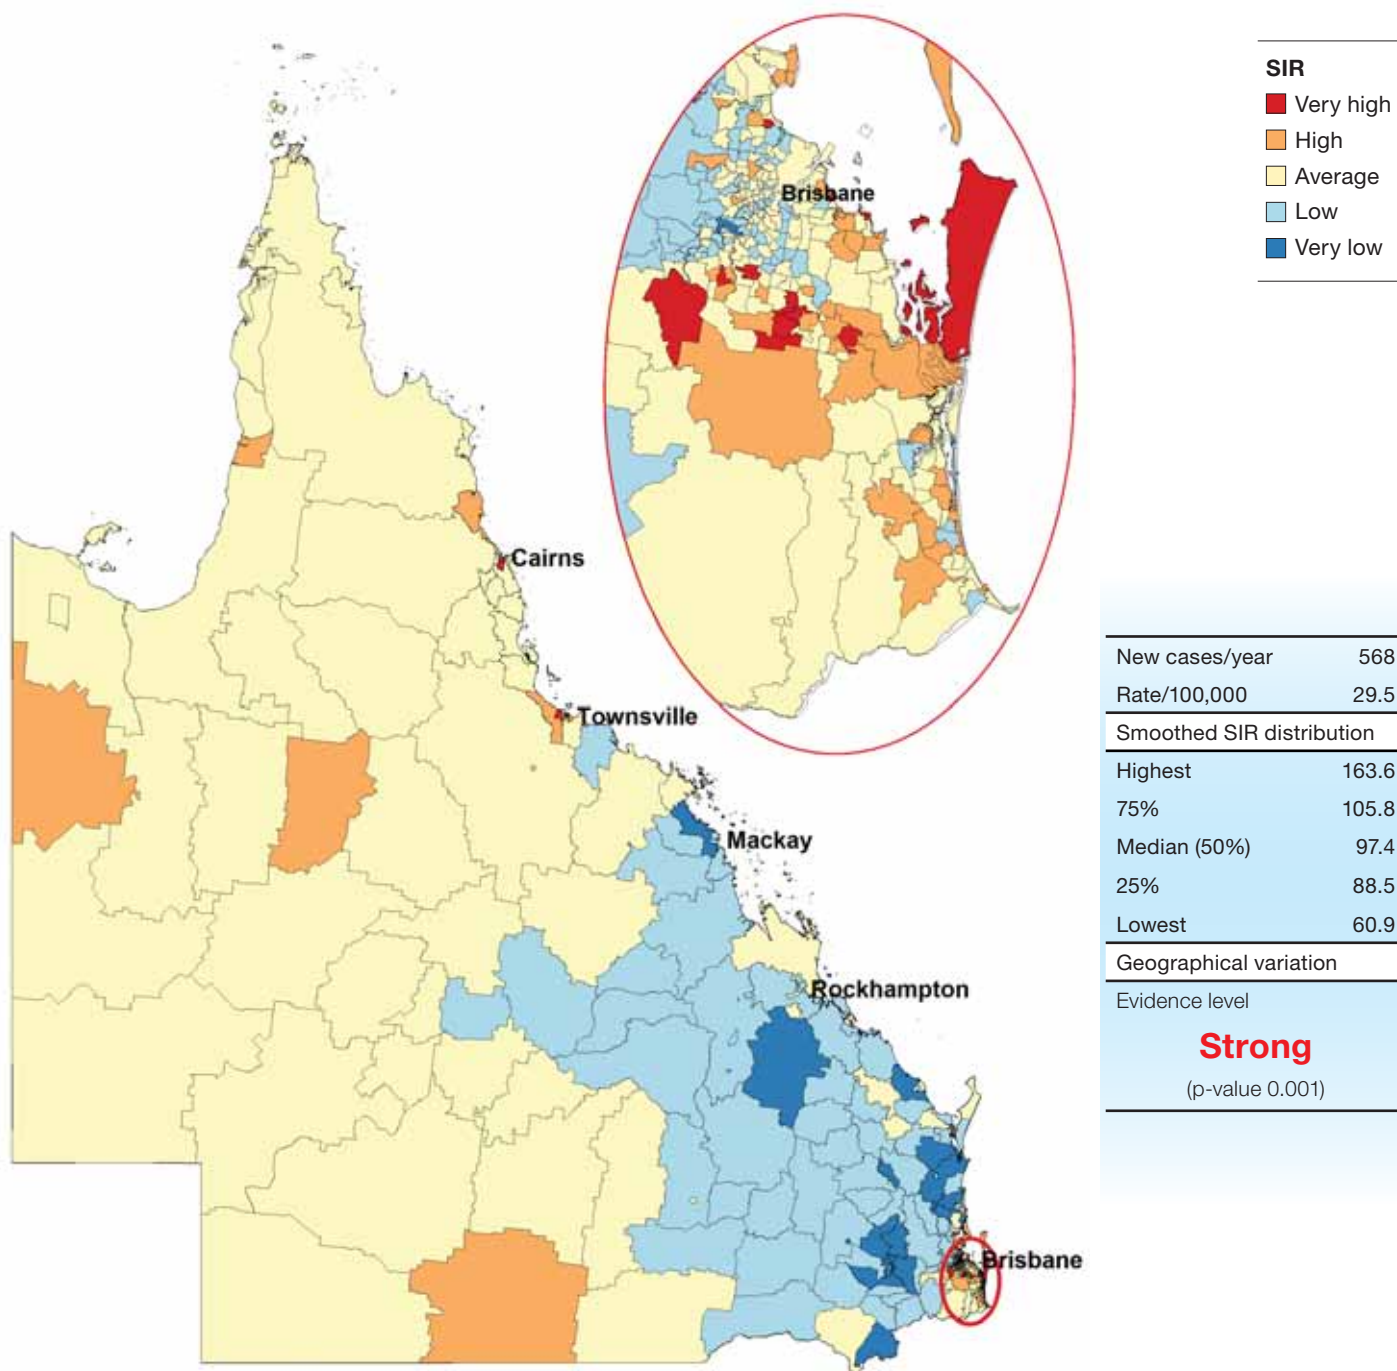 SIR
Very high
High
Average
Low
Very low
Brisbane
Cairns
Townsville
Mackay
Rockhampton
Brisbane
New cases/year 568
Rate/100,000 29.5
Smoothed SIR distribution
Highest 163.6
75% 105.8
Median (50%) 97.4
25% 88.5
Lowest 60.9
Geographical variation
Evidence level
Strong
(p-value 0.001)